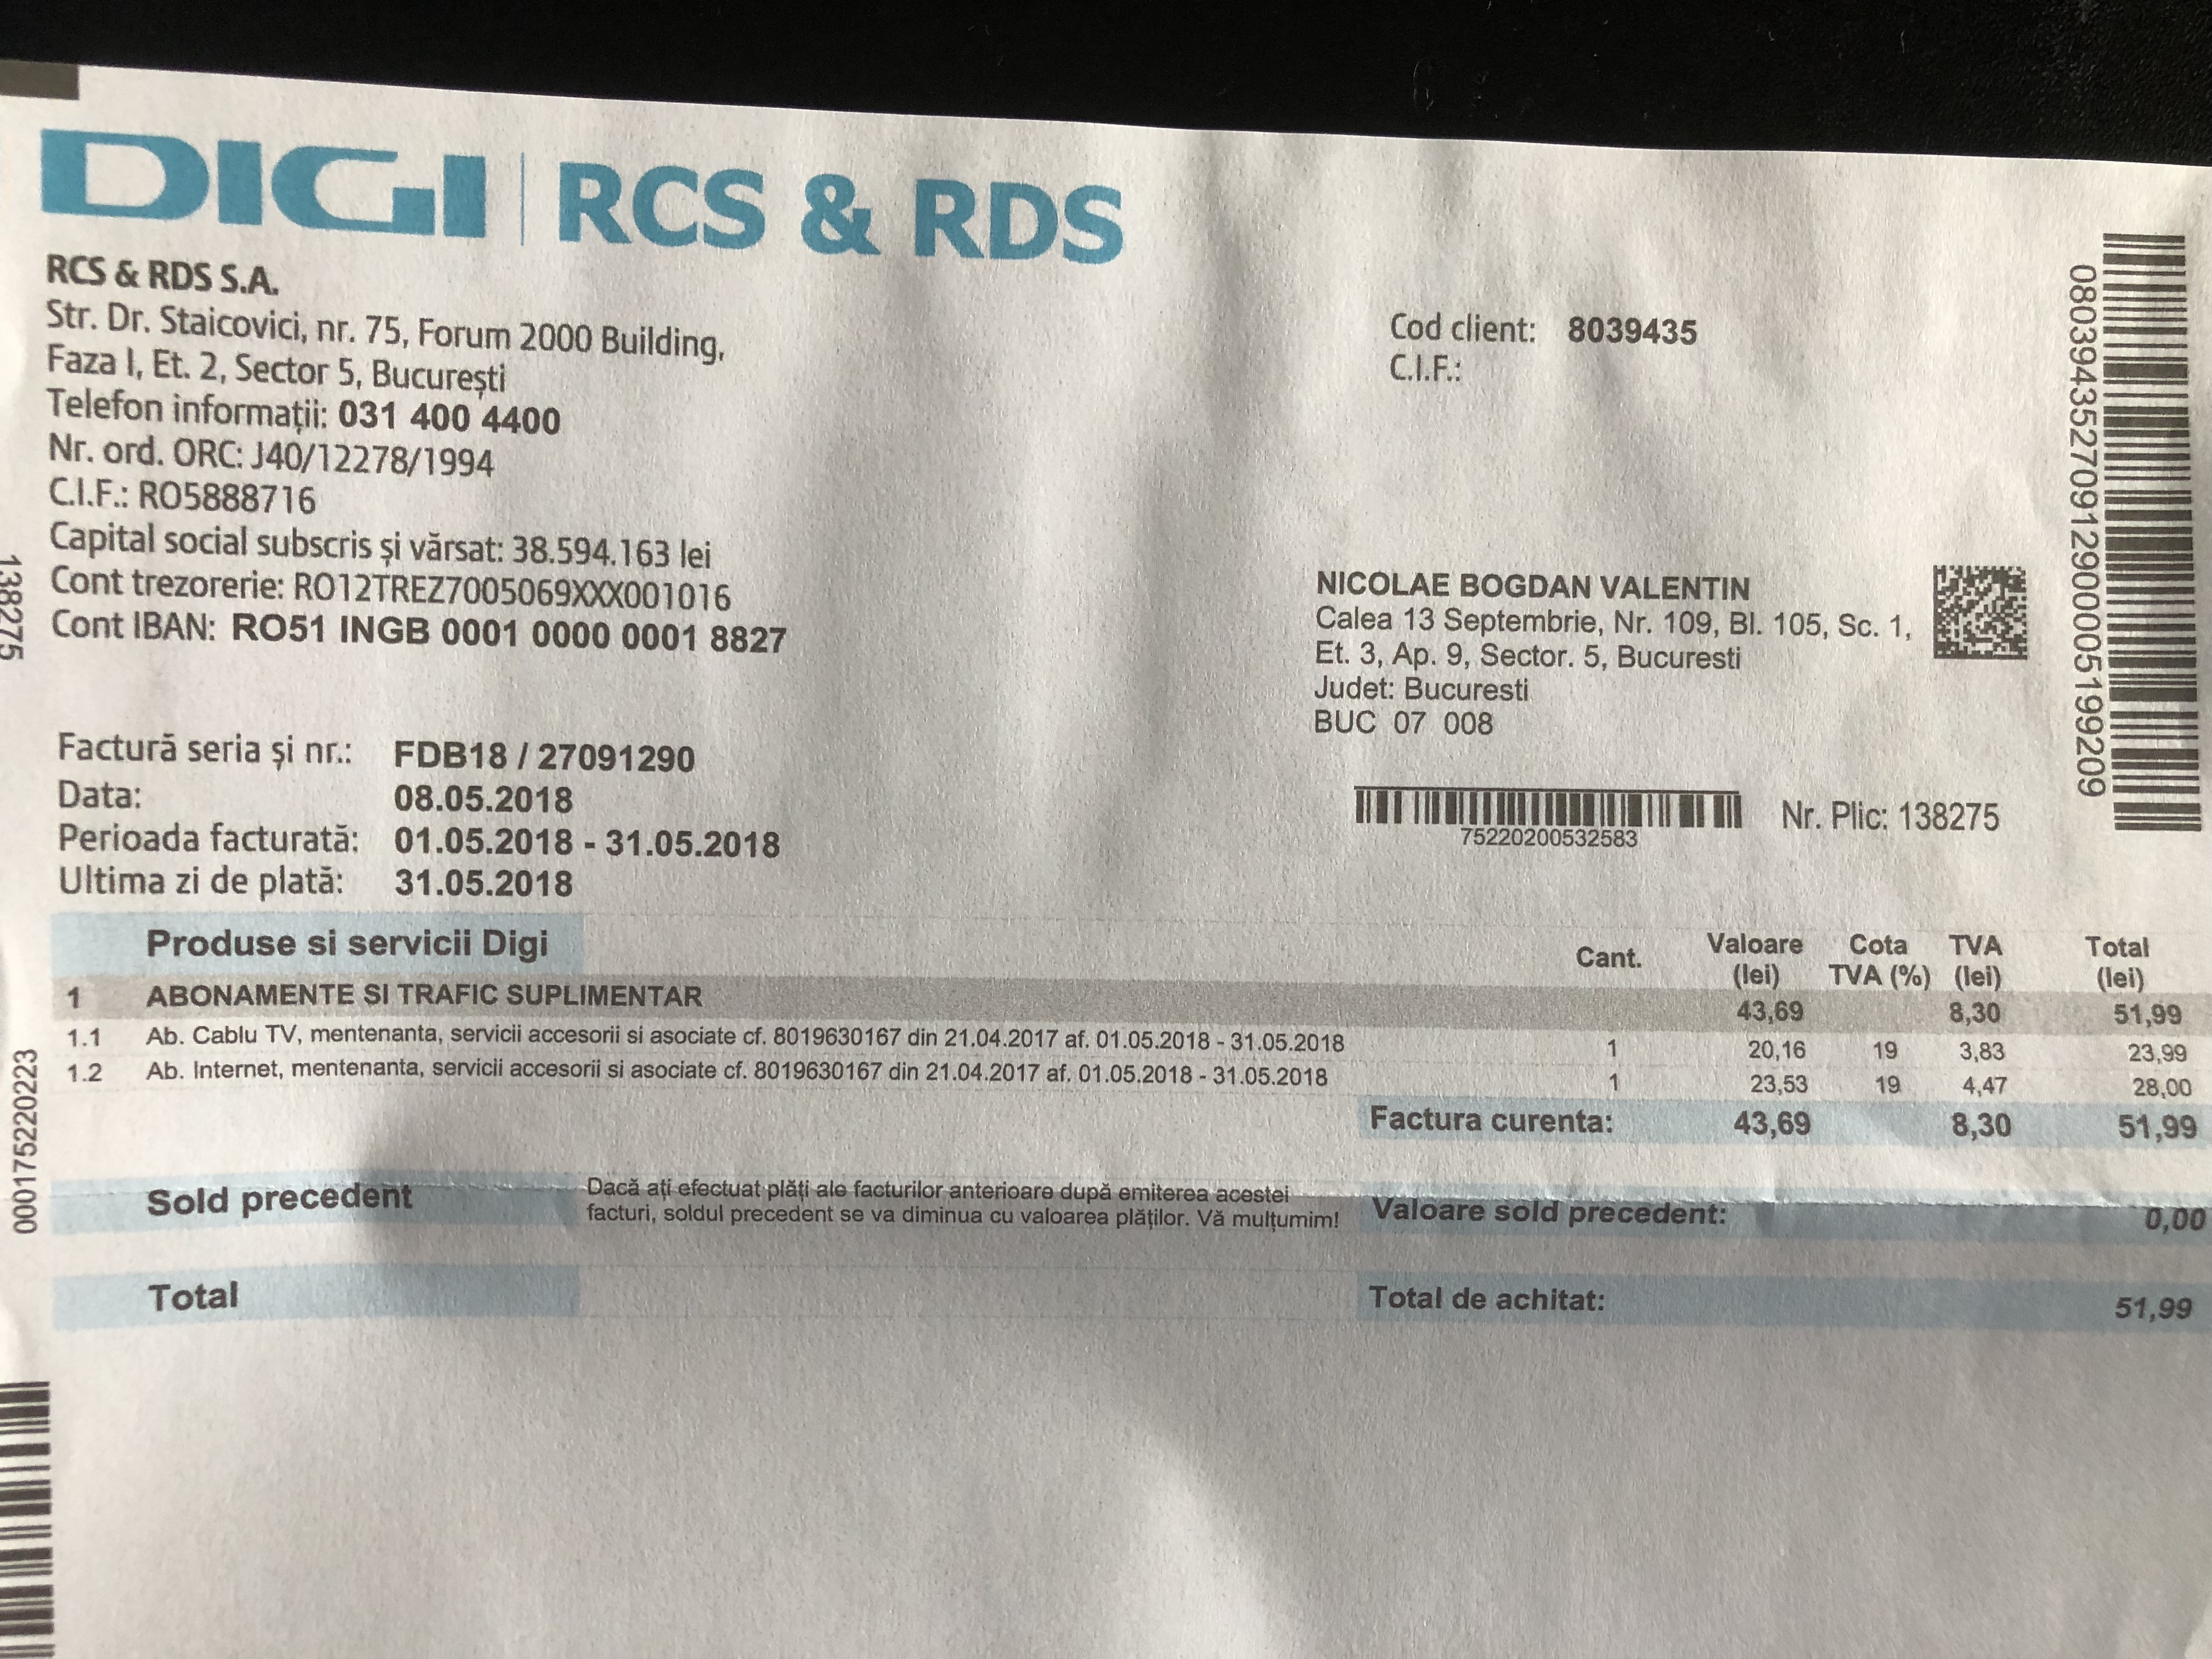 DIGI | RCS & RDS
RCS & RDS S.A.
Str. Dr. Staicovici, nr. 75, Forum 2000 Building,
Faza I, Et. 2, Sector 5, București
Telefon informații: 031 400 4400
Nr. ord. ORC: J40/12278/1994
C.I.F.: RO5888716
Capital social subscris și vărsat: 38.594.163 lei
Cont trezorerie: RO12TREZ7005069XXX001016
Cont IBAN: RO51 INGB 0001 0000 0001 8827
Cod client: 8039435
C.I.F.:
NICOLAE BOGDAN VALENTIN
Calea 13 Septembrie, Nr. 109, Bl. 105, Sc. 1,
Et. 3, Ap. 9, Sector. 5, Bucuresti
Judet: Bucuresti
BUC 07 008
75220200532583
Nr. Plic: 138275
08039435270912900005199209
138275
Factură seria și nr.: FDB18 / 27091290
Data: 08.05.2018
Perioada facturată: 01.05.2018 - 31.05.2018
Ultima zi de plată: 31.05.2018
Produse si servicii Digi Cant. Valoare (lei) Cota TVA (%) TVA (lei) Total (lei)
1 ABONAMENTE SI TRAFIC SUPLIMENTAR 43,69 8,30 51,99
1.1 Ab. Cablu TV, mentenanta, servicii accesorii si asociate cf. 8019630167 din 21.04.2017 af. 01.05.2018 - 31.05.2018 1 20,16 19 3,83 23,99
1.2 Ab. Internet, mentenanta, servicii accesorii si asociate cf. 8019630167 din 21.04.2017 af. 01.05.2018 - 31.05.2018 1 23,53 19 4,47 28,00
Factura curenta: 43,69 8,30 51,99
Sold precedent
Dacă ați efectuat plăți ale facturilor anterioare după emiterea acestei
facturi, soldul precedent se va diminua cu valoarea plăților. Vă mulțumim!
Valoare sold precedent: 0,00
Total Total de achitat: 51,99
000175220223